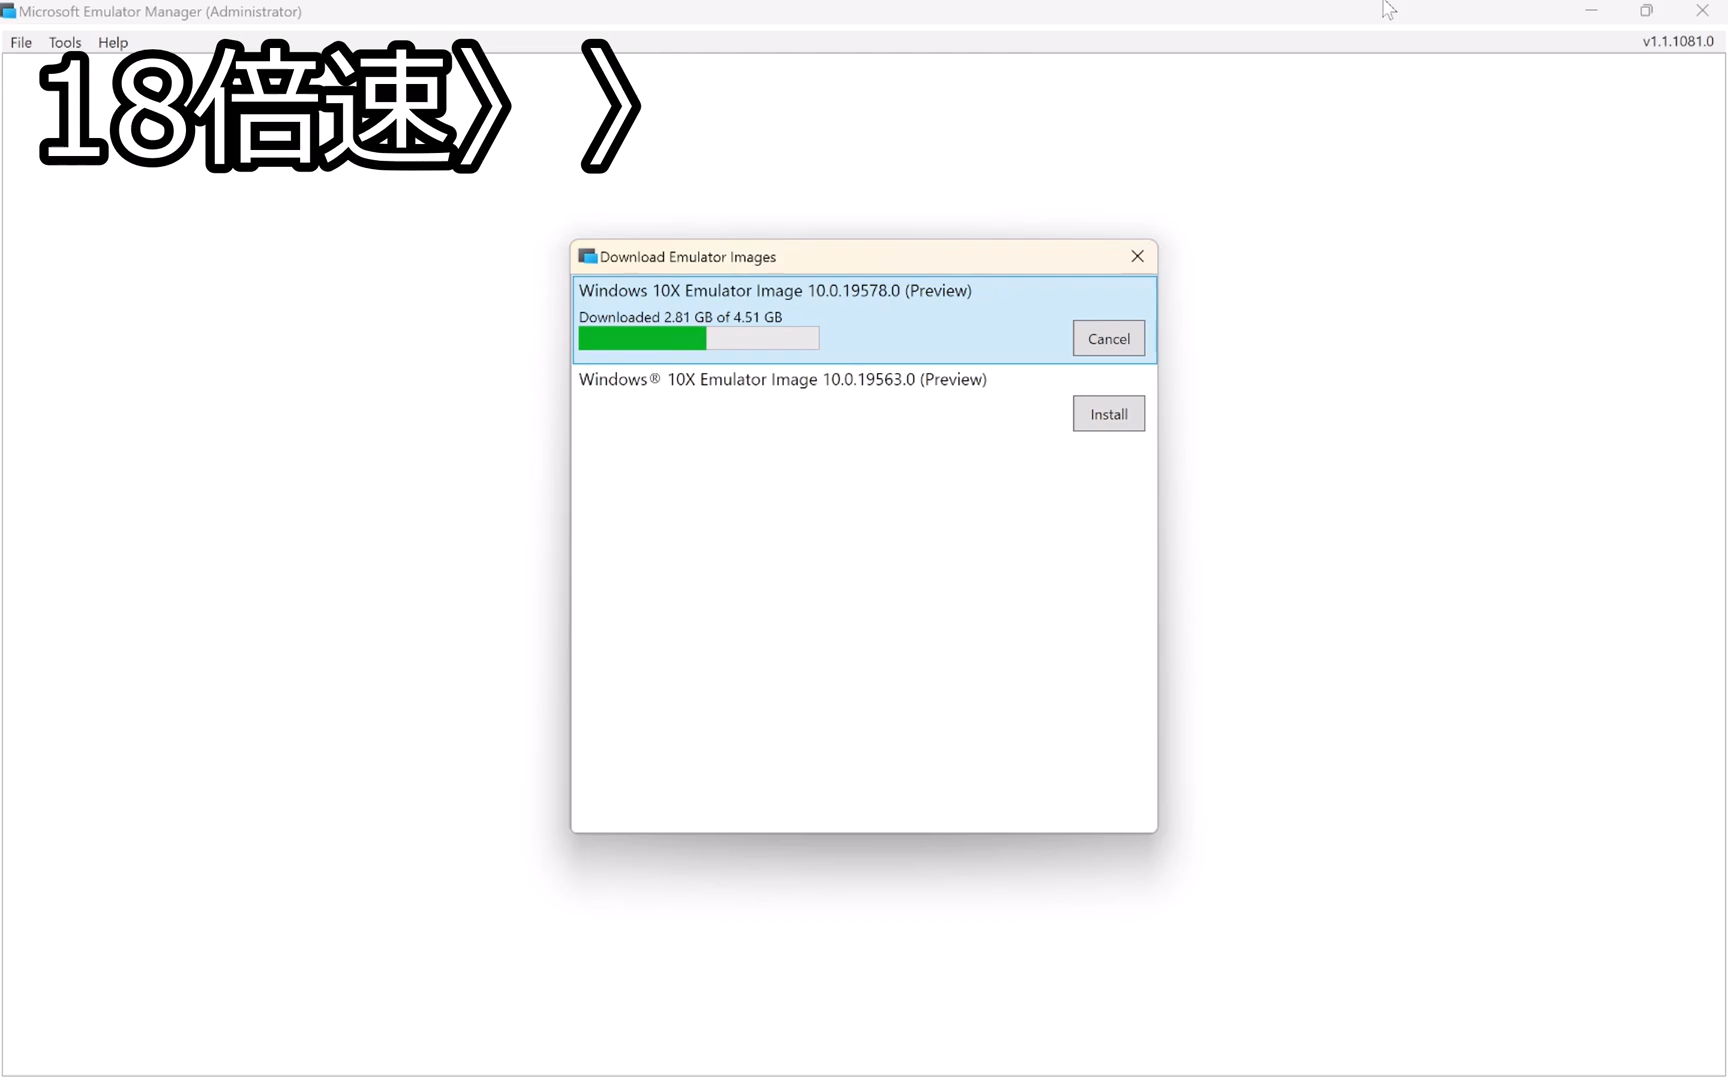 Microsoft Emulator Manager (Administrator)
File Tools Help
v1.1.1081.0
18倍速》》
Download Emulator Images
Windows 10X Emulator Image 10.0.19578.0 (Preview)
Downloaded 2.81 GB of 4.51 GB
Cancel
Windows® 10X Emulator Image 10.0.19563.0 (Preview)
Install